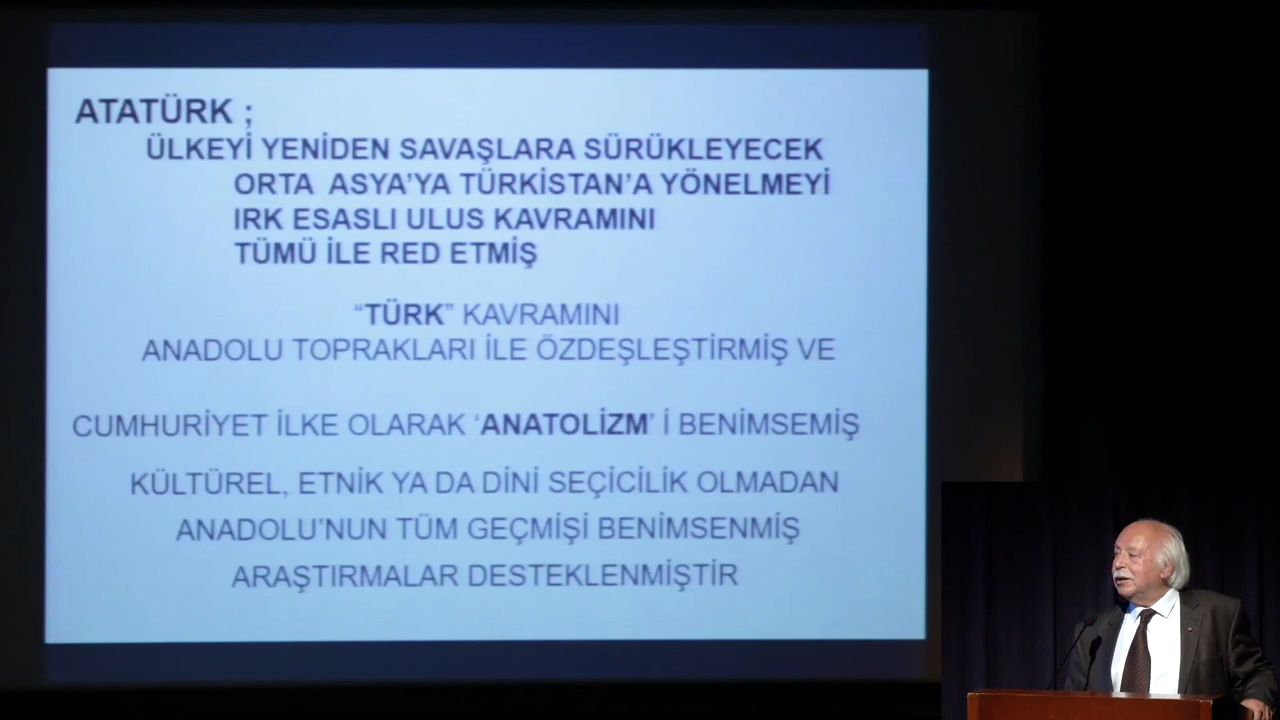 ATATÜRK ;
ÜLKEYİ YENİDEN SAVAŞLARA SÜRÜKLEYECEK
ORTA ASYA’YA TÜRKİSTAN’A YÖNELMEYİ
IRK ESASLI ULUS KAVRAMINI
TÜMÜ İLE RED ETMİŞ
“TÜRK” KAVRAMINI
ANADOLU TOPRAKLARI İLE ÖZDEŞLEŞTİRMİŞ VE
CUMHURİYET İLKE OLARAK ‘ANATOLİZM’ İ BENİMSEMİŞ
KÜLTÜREL, ETNİK YA DA DİNİ SEÇİCİLİK OLMADAN
ANADOLU’NUN TÜM GEÇMİŞİ BENİMSENMİŞ
ARAŞTIRMALAR DESTEKLENMİŞTİR